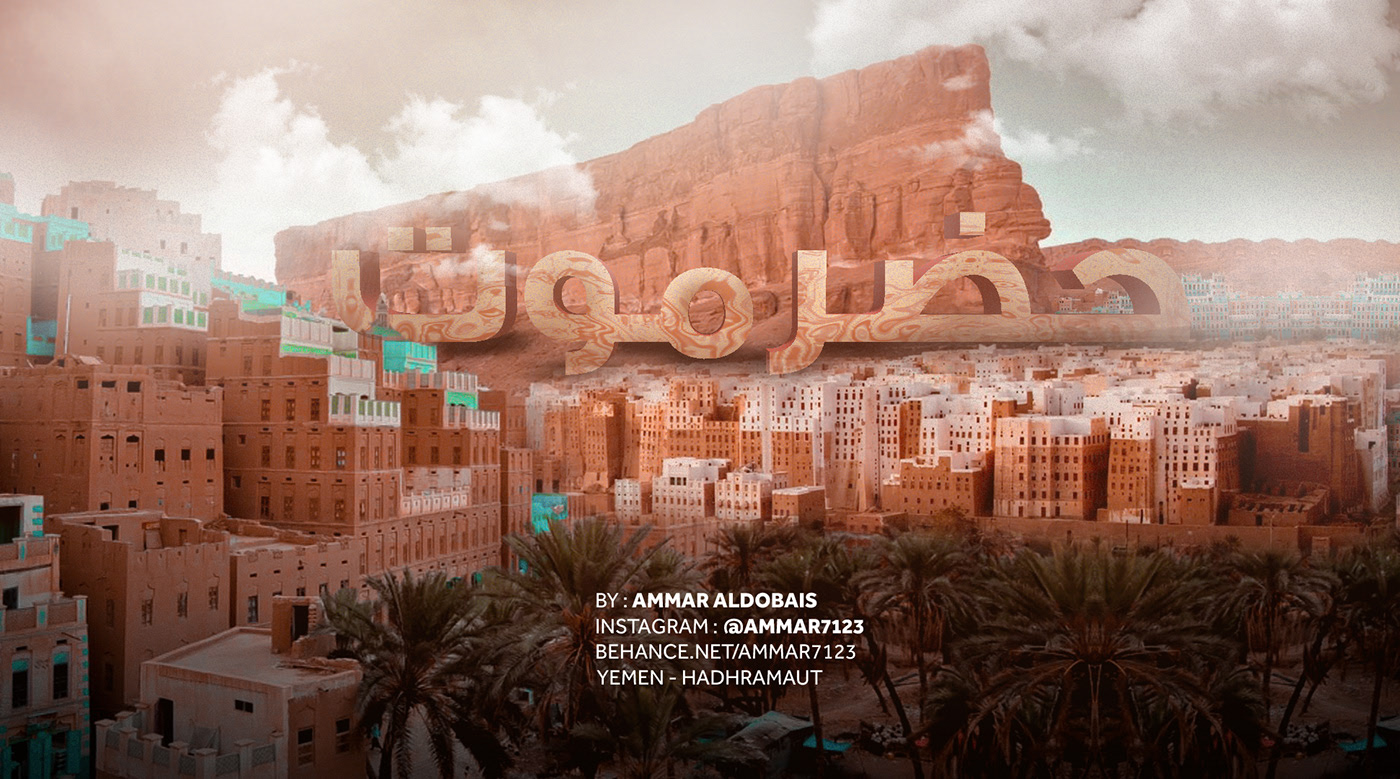 حضرموت
BY : AMMAR ALDOBAIS
INSTAGRAM : @AMMAR7123
BEHANCE.NET/AMMAR7123
YEMEN - HADHRAMAUT